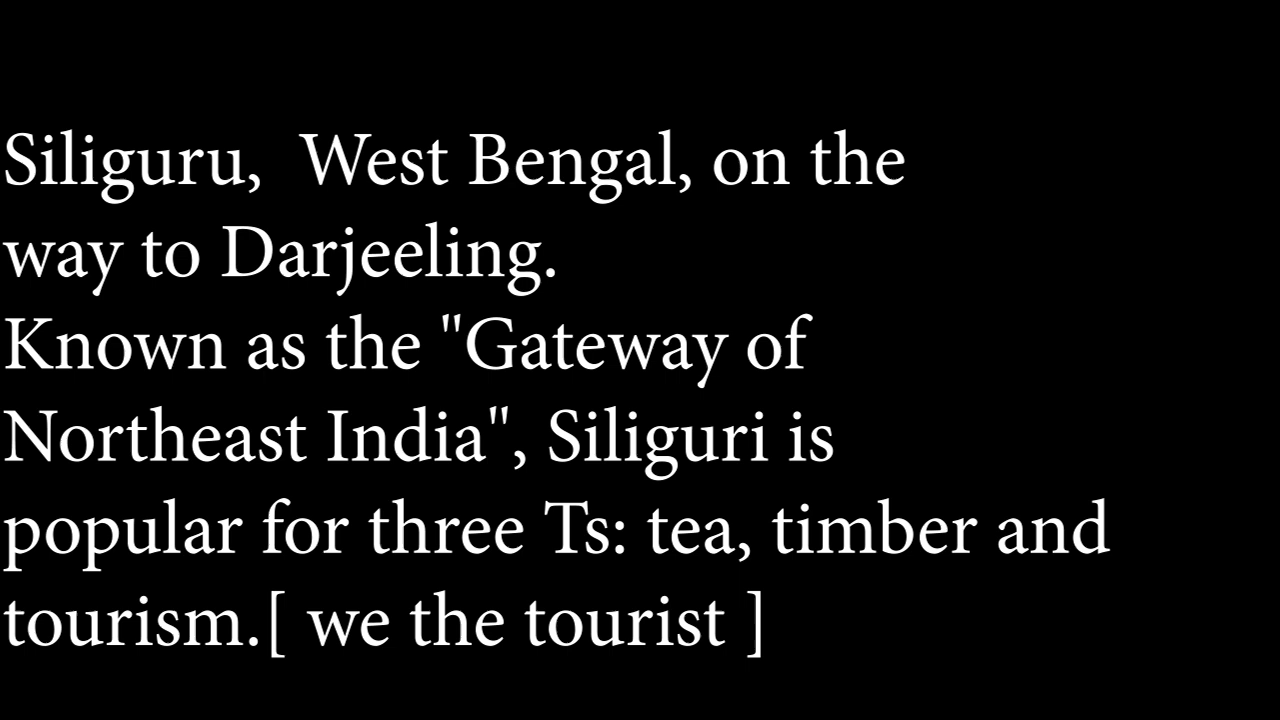 Siliguru,  West Bengal, on the
way to Darjeeling.
Known as the "Gateway of
Northeast India", Siliguri is
popular for three Ts: tea, timber and
tourism.[ we the tourist ]